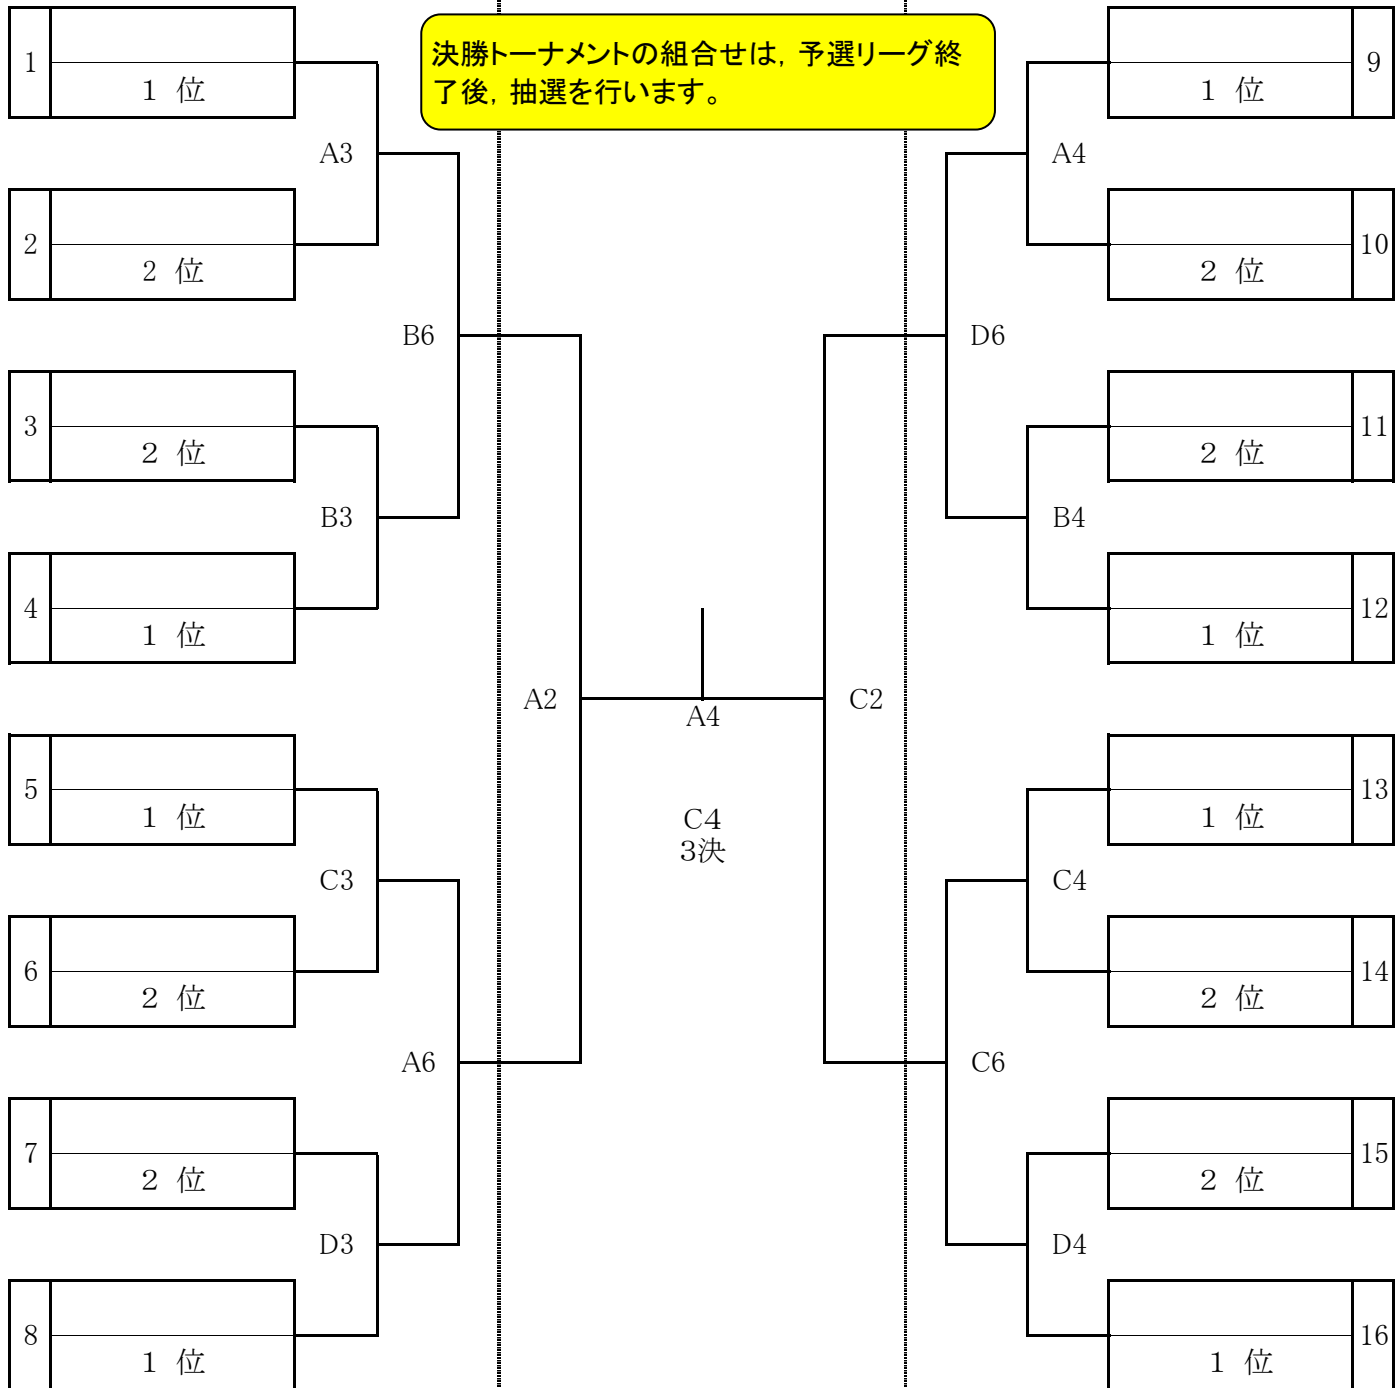 決勝トーナメントの組合せは，予選リーグ終
了後，抽選を行います。
1
1 位
A3
2
2 位
B6
3
2 位
B3
4
1 位
A2
5
1 位
C3
6
2 位
A6
7
2 位
D3
8
1 位
A4
C4
3決
9
1 位
A4
10
2 位
D6
11
2 位
B4
12
1 位
C2
13
1 位
C4
14
2 位
C6
15
2 位
D4
16
1 位